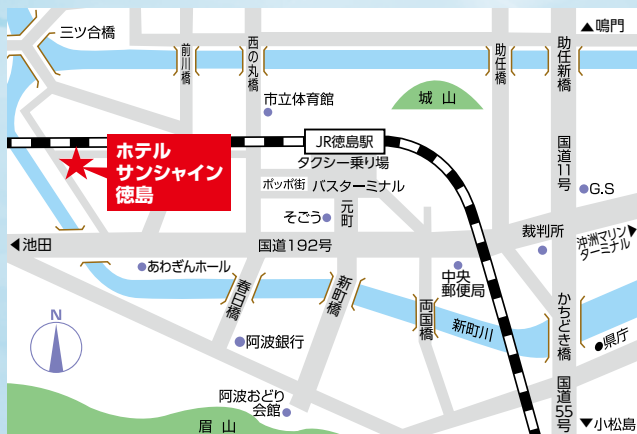 三ツ合橋
前川橋
西の丸橋
助任橋
助任新橋
▲鳴門
市立体育館
城山
JR徳島駅
タクシー乗り場
ホテル
サンシャイン
徳島
国道11号
G.S
ポッポ街
バスターミナル
そごう
元町
裁判所
沖洲マリン
ターミナル
◀池田
国道192号
あわぎんホール
中央
郵便局
春日橋
新町橋
両国橋
新町川
かちどき橋
県庁
N
阿波銀行
阿波おどり
会館
眉山
国道55号
▼小松島